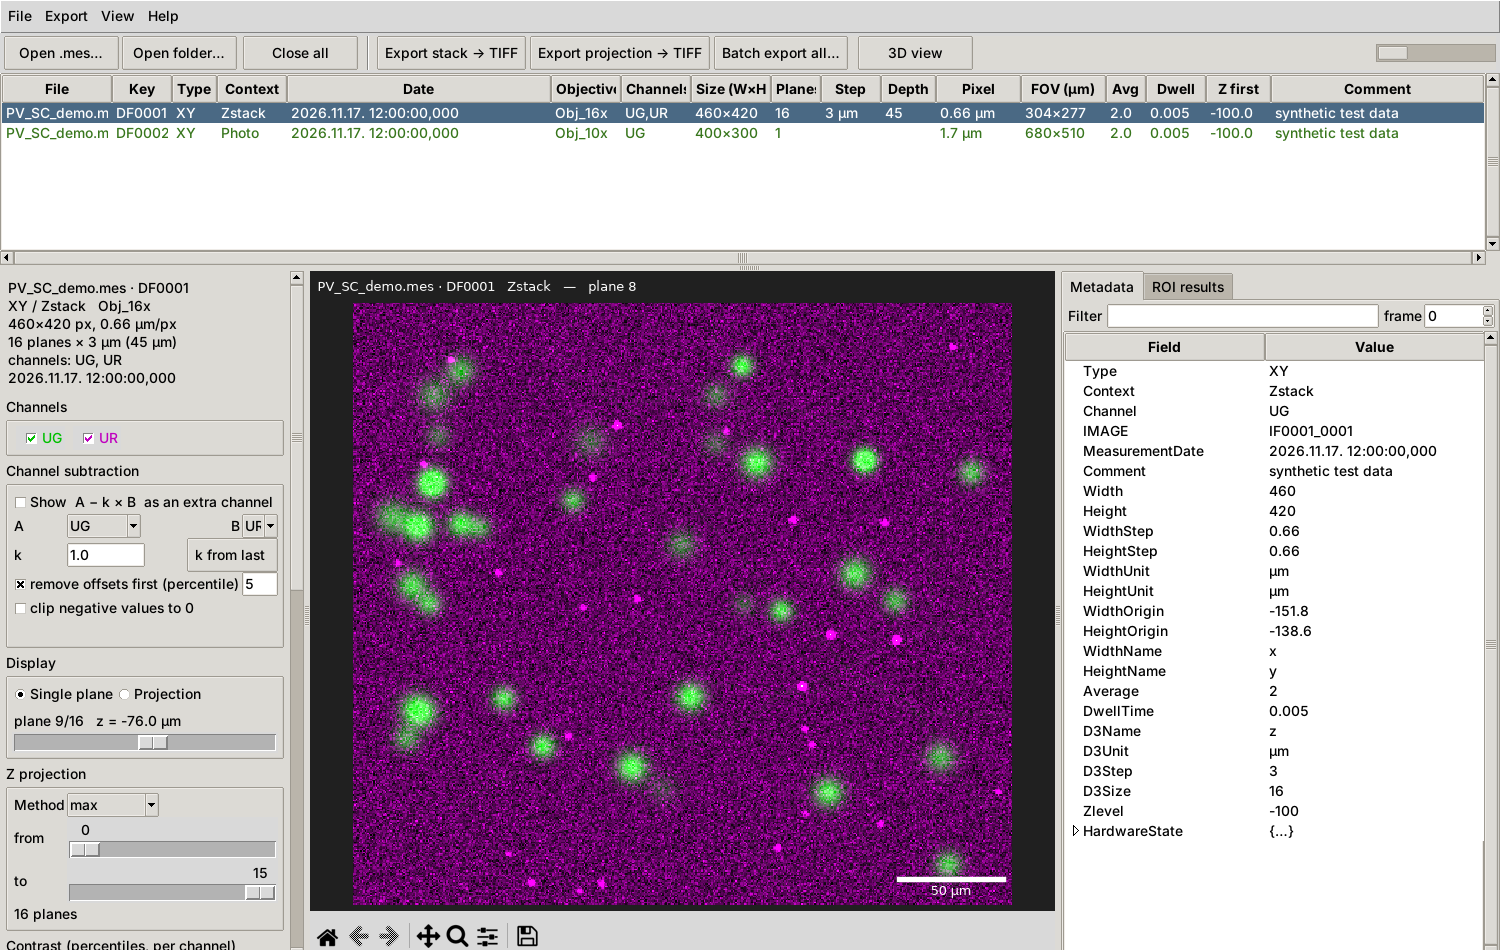 File Export View Help
Open .mes... Open folder... Close all Export stack → TIFF Export projection → TIFF Batch export all... 3D view
File Key Type Context Date Objective Channels Size (W×H Planes Step Depth Pixel FOV (µm) Avg Dwell Z first Comment
PV_SC_demo.m DF0001 XY Zstack 2026.11.17. 12:00:00,000 Obj_16x UG,UR 460×420 16 3 µm 45 0.66 µm 304×277 2.0 0.005 -100.0 synthetic test data
PV_SC_demo.m DF0002 XY Photo 2026.11.17. 12:00:00,000 Obj_10x UG 400×300 1 1.7 µm 680×510 2.0 0.005 -100.0 synthetic test data
PV_SC_demo.mes · DF0001
XY / Zstack Obj_16x
460×420 px, 0.66 µm/px
16 planes × 3 µm (45 µm)
channels: UG, UR
2026.11.17. 12:00:00,000
Channels
UG UR
Channel subtraction
Show A − k × B as an extra channel
A UG B UR
k 1.0 k from last
remove offsets first (percentile) 5
clip negative values to 0
Display
Single plane Projection
plane 9/16 z = -76.0 µm
Z projection
Method max
0
from
15
to
16 planes
Contrast (percentiles, per channel)
PV_SC_demo.mes · DF0001 Zstack — plane 8
50 µm
Metadata ROI results
Filter frame 0
Field Value
Type XY
Context Zstack
Channel UG
IMAGE IF0001_0001
MeasurementDate 2026.11.17. 12:00:00,000
Comment synthetic test data
Width 460
Height 420
WidthStep 0.66
HeightStep 0.66
WidthUnit µm
HeightUnit µm
WidthOrigin -151.8
HeightOrigin -138.6
WidthName x
HeightName y
Average 2
DwellTime 0.005
D3Name z
D3Unit µm
D3Step 3
D3Size 16
Zlevel -100
HardwareState {...}